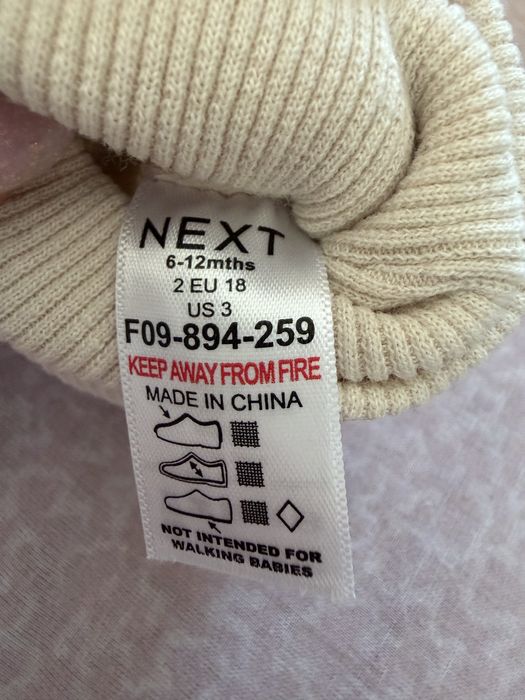 NEXT
6-12mths
2 EU 18
US 3
F09-894-259
KEEP AWAY FROM FIRE
MADE IN CHINA
NOT INTENDED FOR
WALKING BABIES